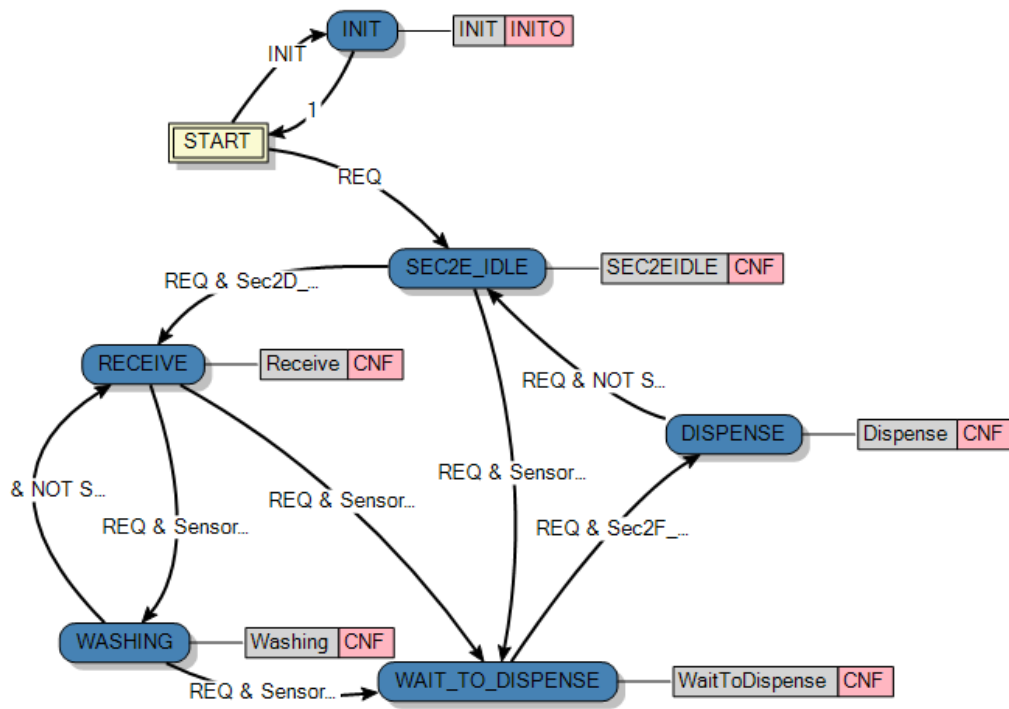 INIT
INIT INITO
INIT
1
START
REQ
SEC2E_IDLE
SEC2EIDLE CNF
REQ & Sec2D_...
RECEIVE
Receive CNF
REQ & NOT S...
DISPENSE
Dispense CNF
REQ & Sensor...
& NOT S...
REQ & Sensor...
REQ & Sensor...
REQ & Sec2F_...
WASHING
Washing CNF
WAIT_TO_DISPENSE
WaitToDispense CNF
REQ & Sensor...